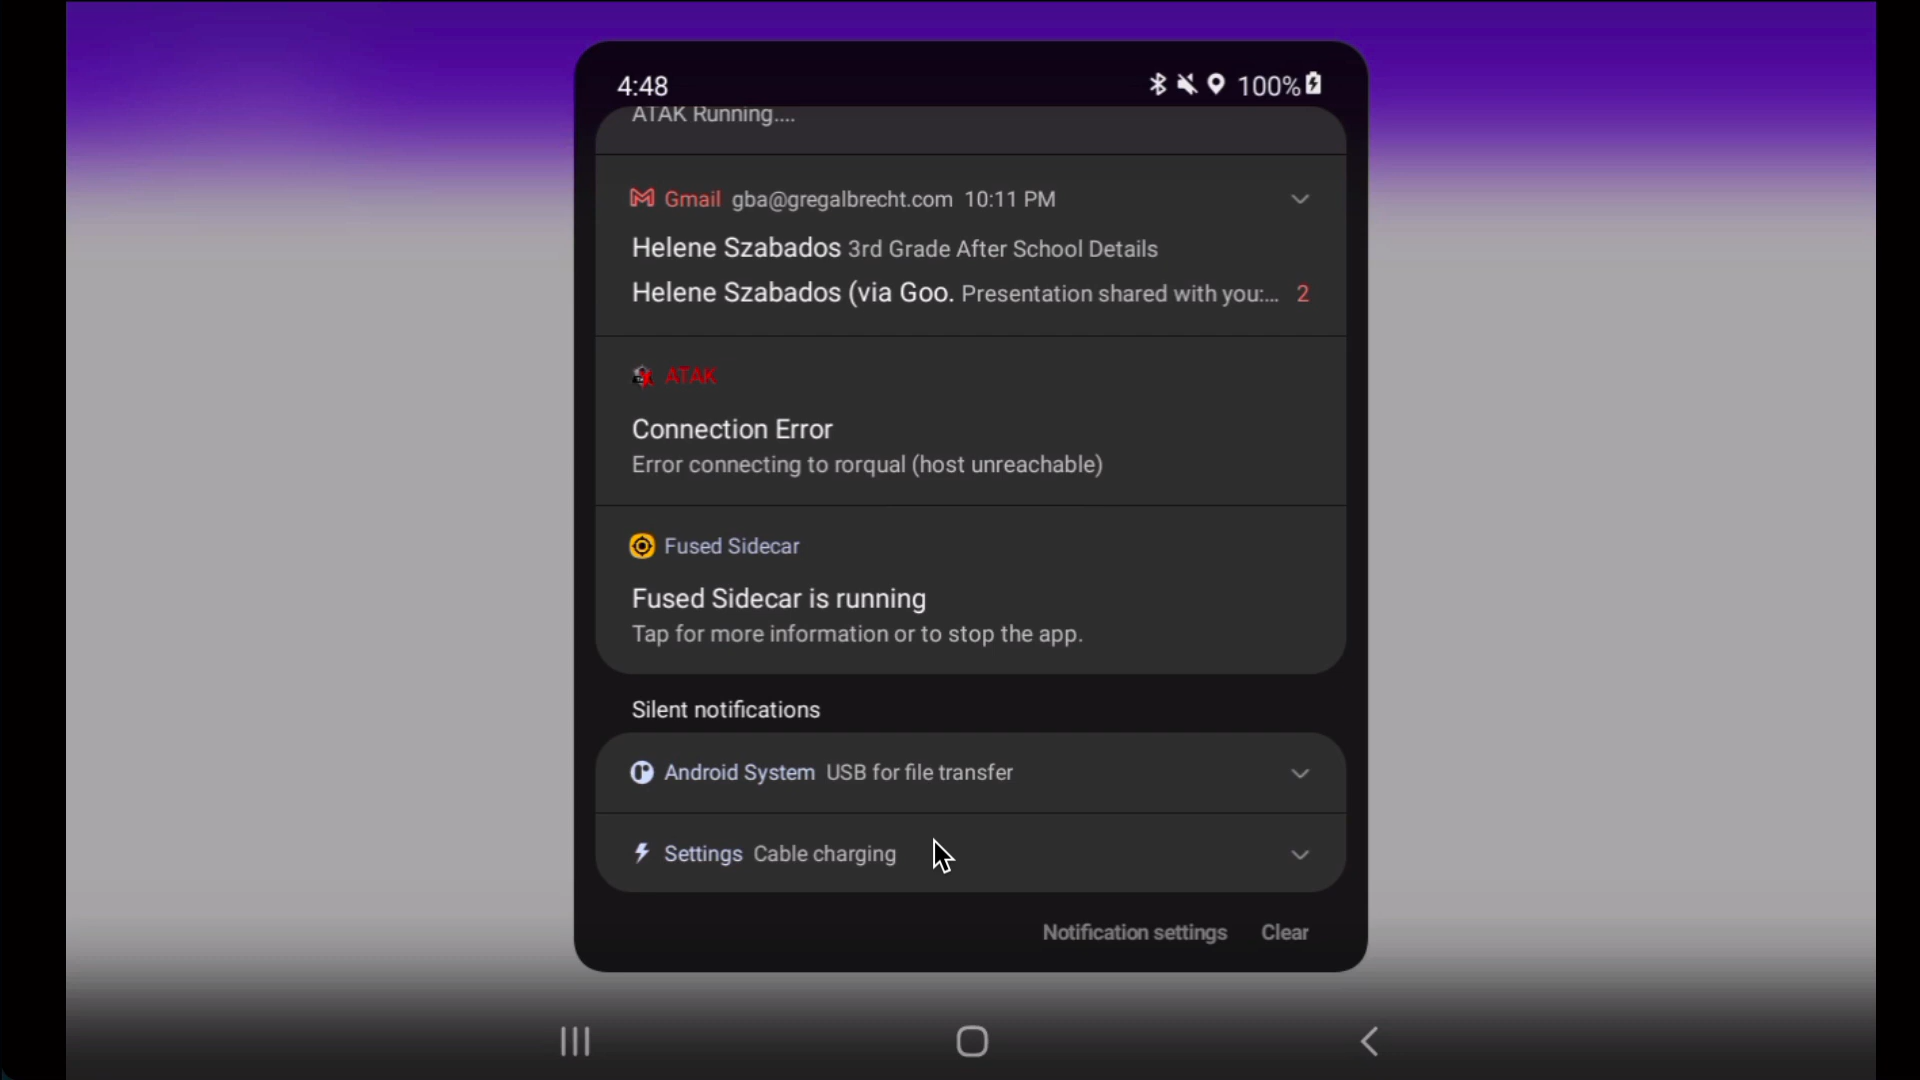 4:48 100%
ATAK Running....
Gmail gba@gregalbrecht.com 10:11 PM
Helene Szabados 3rd Grade After School Details
Helene Szabados (via Goo. Presentation shared with you:... 2
ATAK
Connection Error
Error connecting to rorqual (host unreachable)
Fused Sidecar
Fused Sidecar is running
Tap for more information or to stop the app.
Silent notifications
Android System USB for file transfer
Settings Cable charging
Notification settings Clear